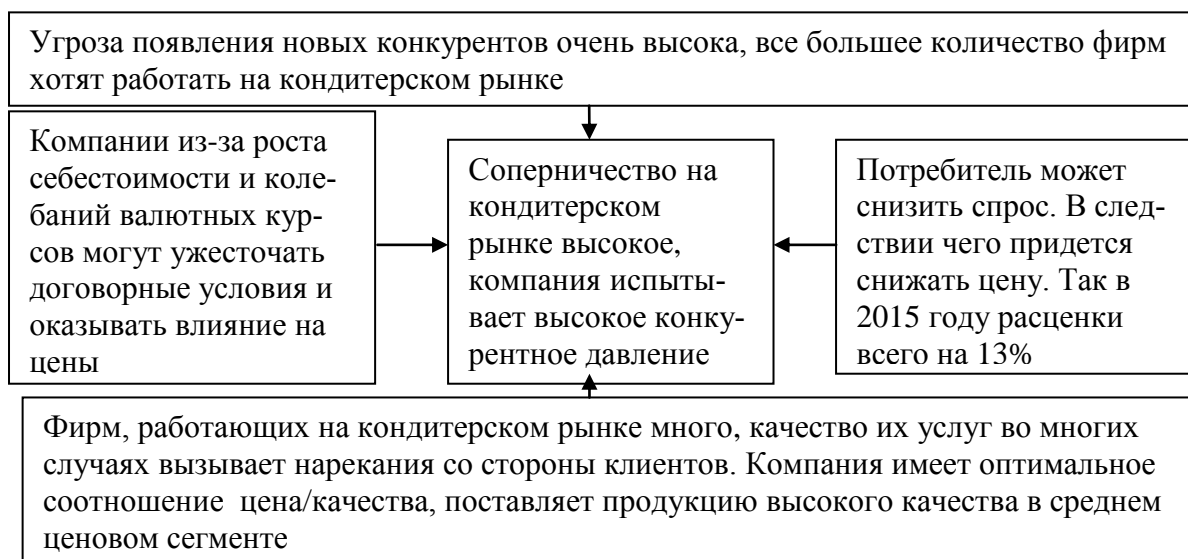 Угроза появления новых конкурентов очень высока, все большее количество фирм
хотят работать на кондитерском рынке
Компании из-за роста
себестоимости и коле-
баний валютных кур-
сов могут ужесточать
договорные условия и
оказывать влияние на
цены
Соперничество на
кондитерском
рынке высокое,
компания испыты-
вает высокое конку-
рентное давление
Потребитель может
снизить спрос. В след-
ствии чего придется
снижать цену. Так в
2015 году расценки
всего на 13%
Фирм, работающих на кондитерском рынке много, качество их услуг во многих
случаях вызывает нарекания со стороны клиентов. Компания имеет оптимальное
соотношение цена/качества, поставляет продукцию высокого качества в среднем
ценовом сегменте